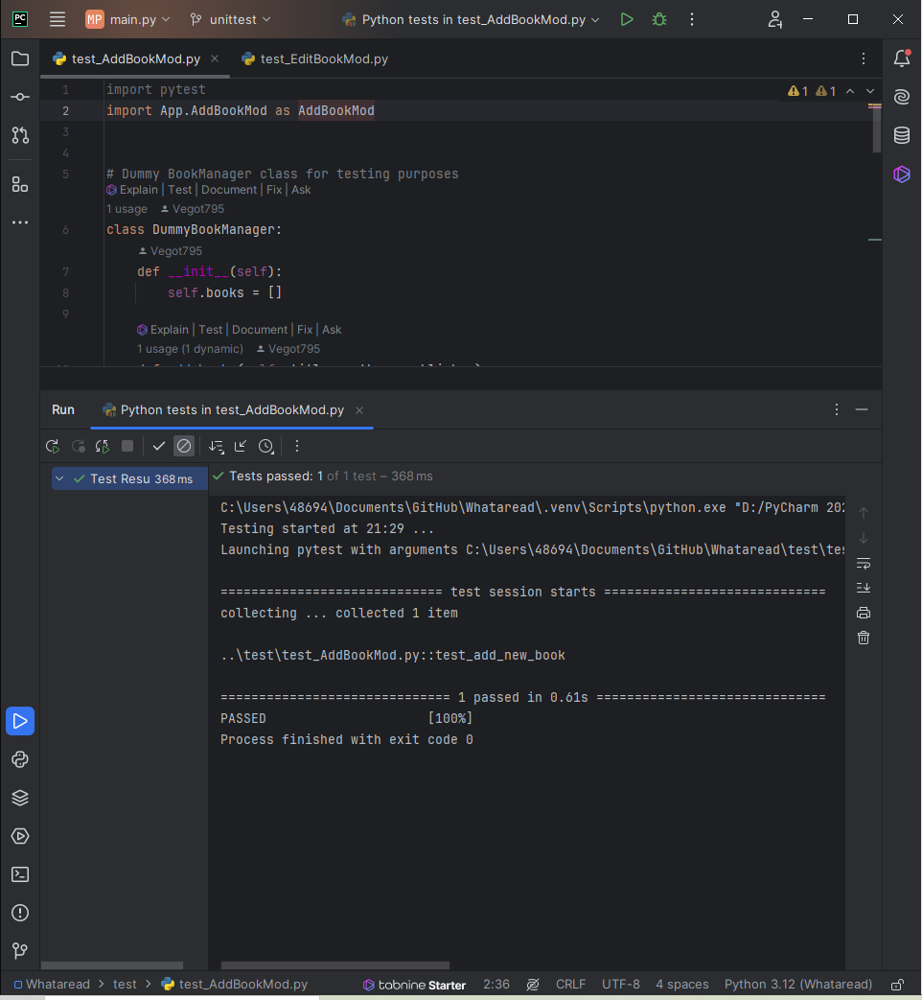 PC MP main.py unittest Python tests in test_AddBookMod.py
test_AddBookMod.py test_EditBookMod.py
1 import pytest 1 1
2 import App.AddBookMod as AddBookMod
3
4
5 # Dummy BookManager class for testing purposes
Explain | Test | Document | Fix | Ask
1 usage Vegot795
6 class DummyBookManager:
Vegot795
7 def __init__(self):
8 self.books = []
9
Explain | Test | Document | Fix | Ask
1 usage (1 dynamic) Vegot795
Run Python tests in test_AddBookMod.py
Test Resu 368 ms
Tests passed: 1 of 1 test – 368 ms
C:\Users\48694\Documents\GitHub\Whataread\.venv\Scripts\python.exe "D:/PyCharm 202
Testing started at 21:29 ...
Launching pytest with arguments C:\Users\48694\Documents\GitHub\Whataread\test\tes
============================= test session starts =============================
collecting ... collected 1 item
..\test\test_AddBookMod.py::test_add_new_book
============================== 1 passed in 0.61s ==============================
PASSED [100%]
Process finished with exit code 0
Whataread > test > test_AddBookMod.py tabnine Starter 2:36 CRLF UTF-8 4 spaces Python 3.12 (Whataread)